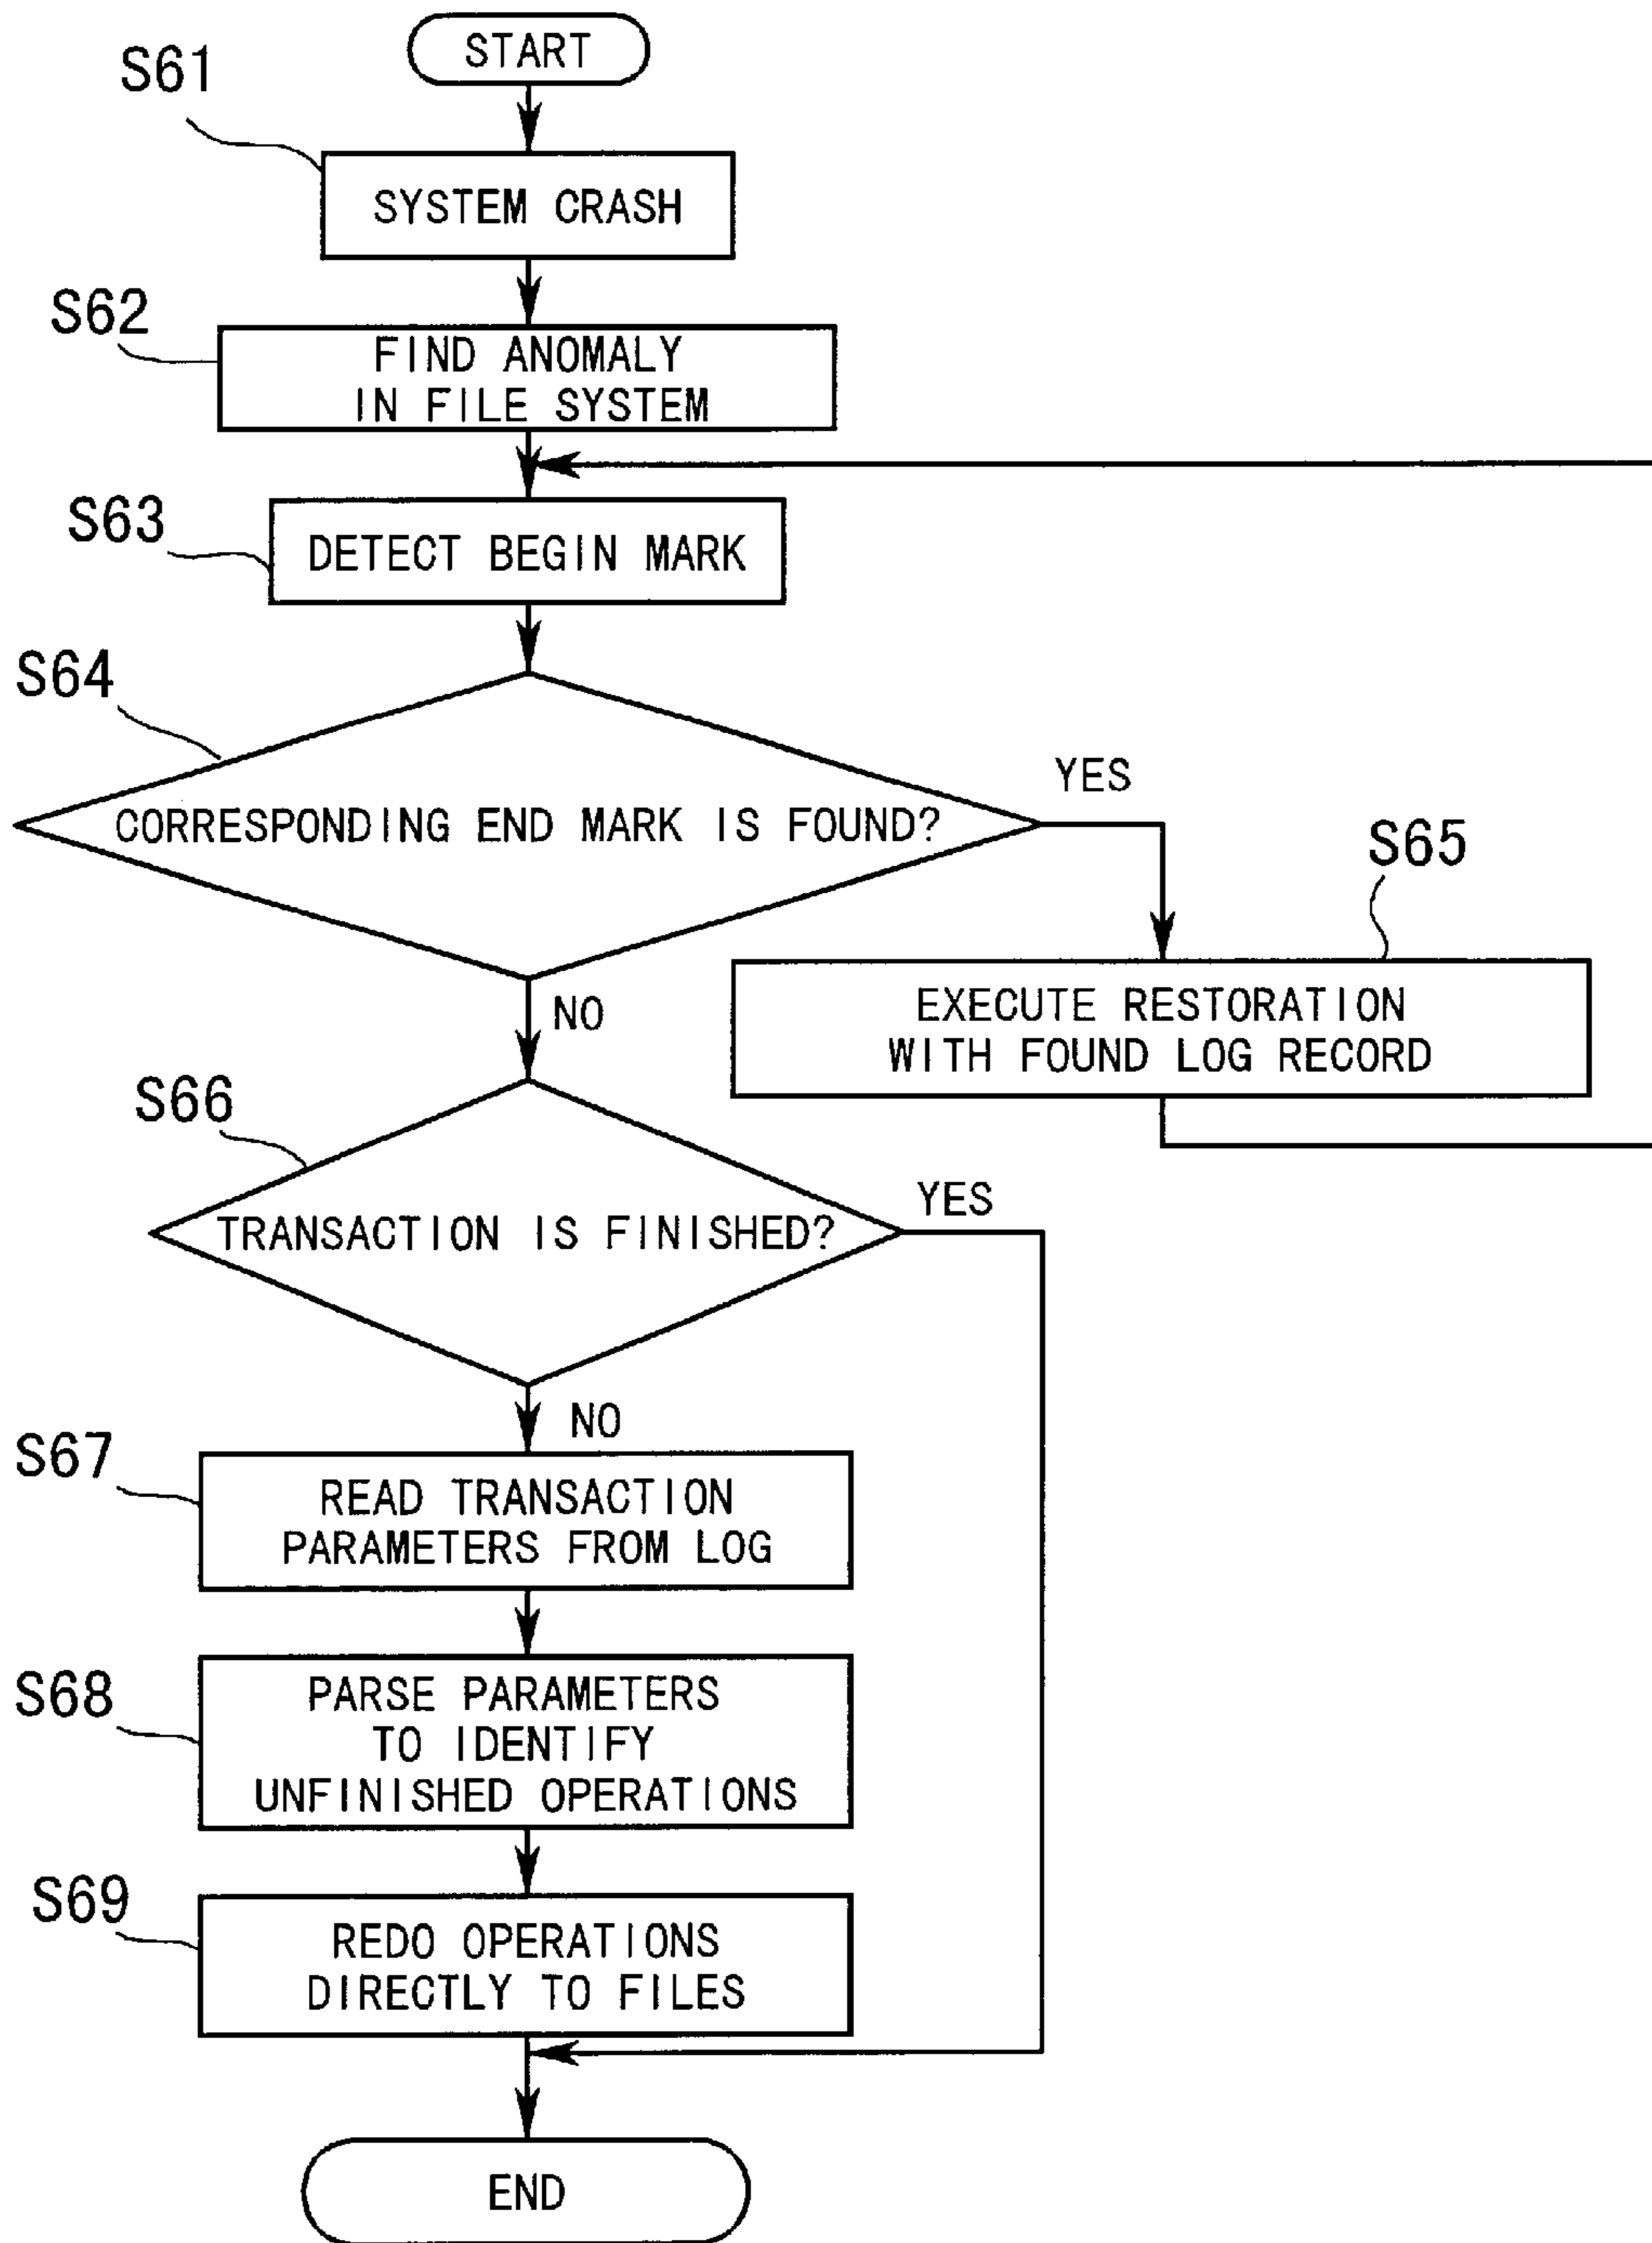 START
S61
SYSTEM CRASH
S62
FIND ANOMALY
IN FILE SYSTEM
S63
DETECT BEGIN MARK
S64
CORRESPONDING END MARK IS FOUND?
YES
S65
EXECUTE RESTORATION
WITH FOUND LOG RECORD
NO
S66
TRANSACTION IS FINISHED?
YES
NO
S67
READ TRANSACTION
PARAMETERS FROM LOG
S68
PARSE PARAMETERS
TO IDENTIFY
UNFINISHED OPERATIONS
S69
REDO OPERATIONS
DIRECTLY TO FILES
END